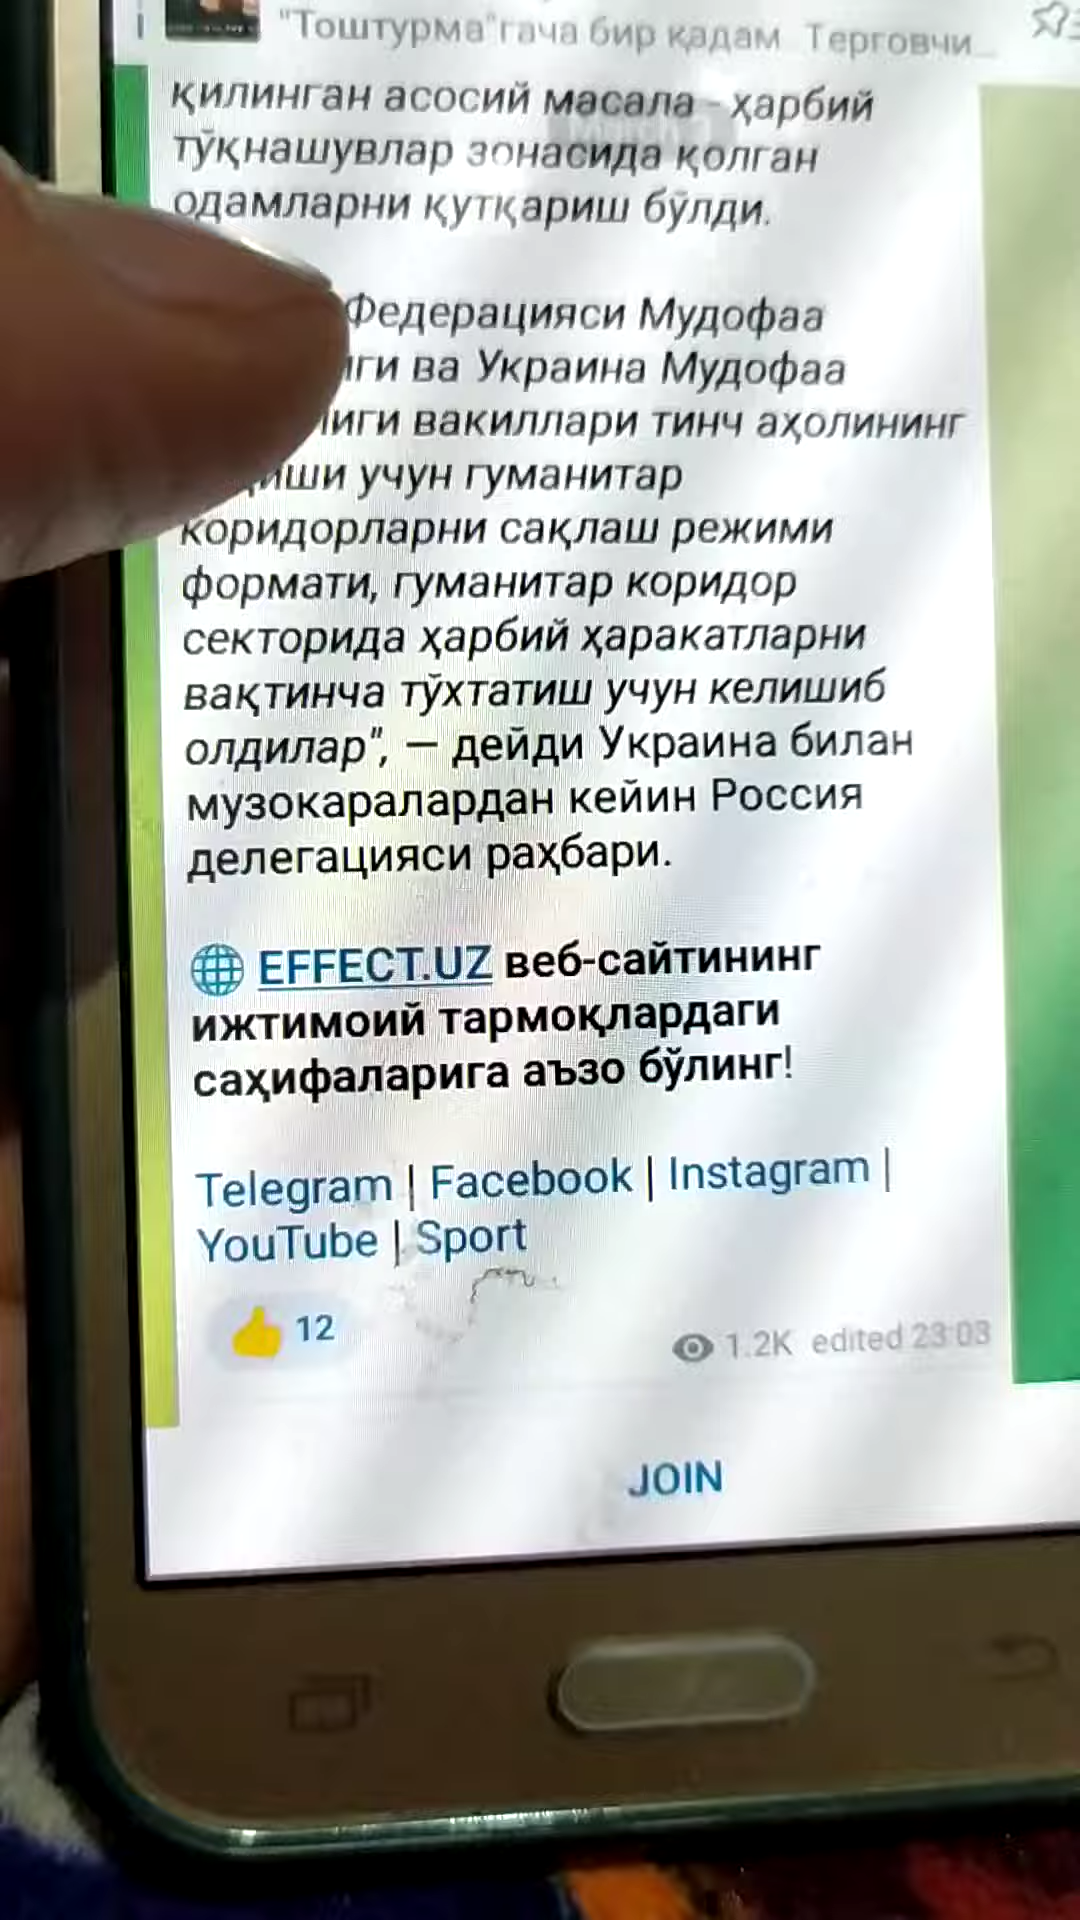 "Тоштурма"гача бир қадам Терговчи...
қилинган асосий масала - ҳарбий
тўқнашувлар зонасида қолган
одамларни қутқариш бўлди.
Федерацияси Мудофаа
ва Украина Мудофаа
вакиллари тинч аҳолининг
учун гуманитар
коридорларни сақлаш режими
формати, гуманитар коридор
секторида ҳарбий ҳаракатларни
вақтинча тўхтатиш учун келишиб
олдилар", — дейди Украина билан
музокаралардан кейин Россия
делегацияси раҳбари.
EFFECT.UZ веб-сайтининг
ижтимоий тармоқлардаги
саҳифаларига аъзо бўлинг!
Telegram | Facebook | Instagram |
YouTube | Sport
12
1.2K edited 23:03
JOIN